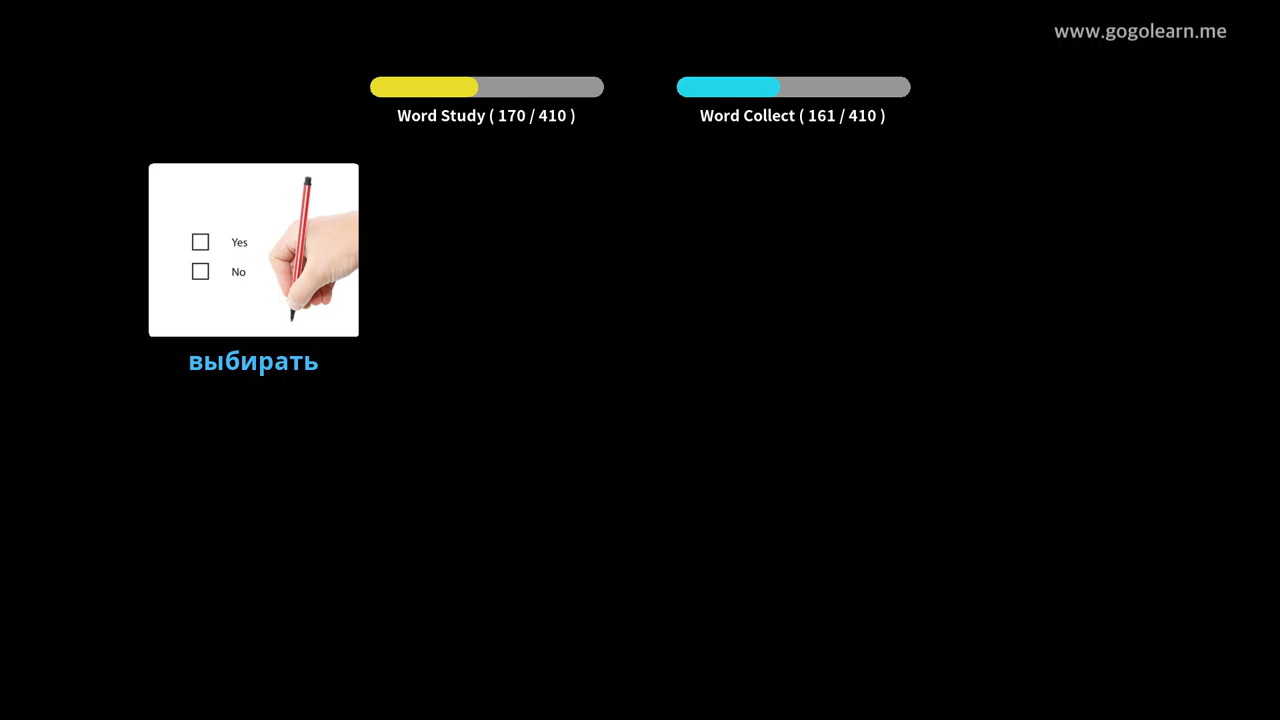 www.gogolearn.me
Word Study ( 170 / 410 )
Word Collect ( 161 / 410 )
Yes
No
выбирать